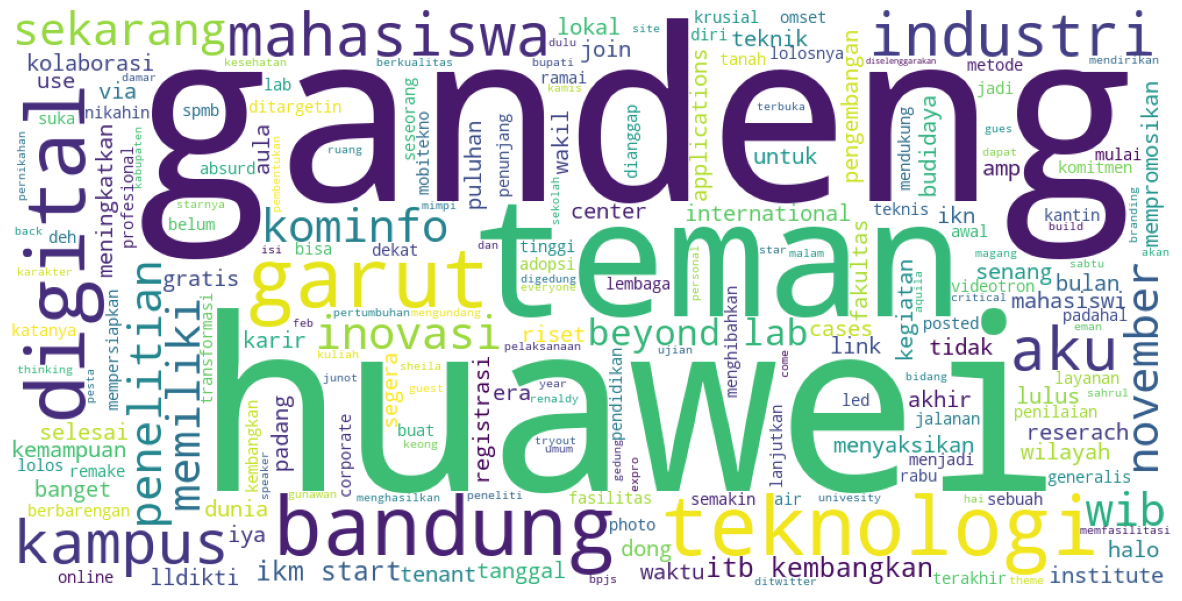 sekarang
mahasiswa
dulu
site
krusial
omset
diri
teknik
industri
kolaborasi
kesehatan
bupati
lokal
join
lolosnya
diselenggarakan
damar
berkualitas
kamis
ramai
tanah
metode
mendirikan
use
via
lab
gandeng
suka
nikahin
spmb
ditargetin
terbuka
jadi
gues
digital
meningkatkan
profesional
kabupaten
pernikahan
absurd
aula
ruang
pembentukan
mobitekno
seseorang
puluhan
penunjang
wakil
sekolah
dianggap
applications
untuk
pengembangan
mendukung
budidaya
dapat
mulai
amp
komitmen
mempromosikan
branding
starnya
belum
mimpi
center
international
teknis
ikn
awal
kantin
build
back
deh
kominfo
isi
bisa
dekat
dan
teman
tinggi
adopsi
digedung
everyone
lembaga
personal
star
malam
fakultas
aquila
magang
sabtu
akan
karakter
gratis
garut
senang
videotron
critical
bulan
mahasiswi
padahal
eman
katanya
penelitian
memiliki
transformasi
feb
pertumbuhan
mengundang
inovasi
riset
beyond lab
cases
link
kegiatan
posted
tidak
aku
november
thinking
pesta
mempersiapkan
karir
kuliah
sheila
junot
guest
pelaksanaan
ujian
menghibahkan
come
year
renaldy
era
segera
huawei
bidang
layanan
sahrul
lulus
penilaian
selesai
kemampuan
kembangkan
padang
corporate
buat
keong
registrasi
tryout
umum
pendidikan
gedung
expro
led
lanjutkan
akhir
jalanan
menyaksikan
menjadi
reserach
wilayah
lolos
remake
speaker
banget
berbarengan
dunia
gunawan
menghasilkan
peneliti
fasilitas
semakin
air
univesity
rabu
hai
sebuah
generalis
kampus
iya
bandung
photo
dong
teknologi
wib
memfasilitasi
online
lldikti
ikm start
tenant
tanggal
bpjs
waktu
itb kembangkan
ditwitter
terakhir
theme
halo
institute